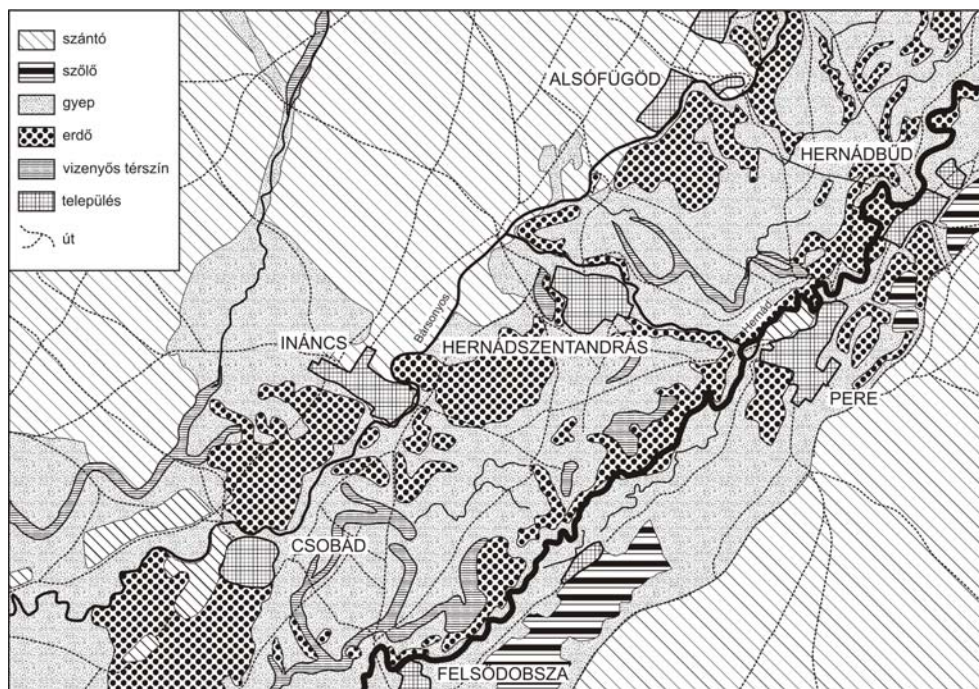 szántó
szőlő
gyep
erdő
vizenyős térszín
település
út
ALSÓFÜGÖD
HERNÁDBŰD
Bársonyos
Hernád
INÁNCS
HERNÁDSZENTANDRÁS
PERE
CSOBÁD
FELSŐDOBSZA